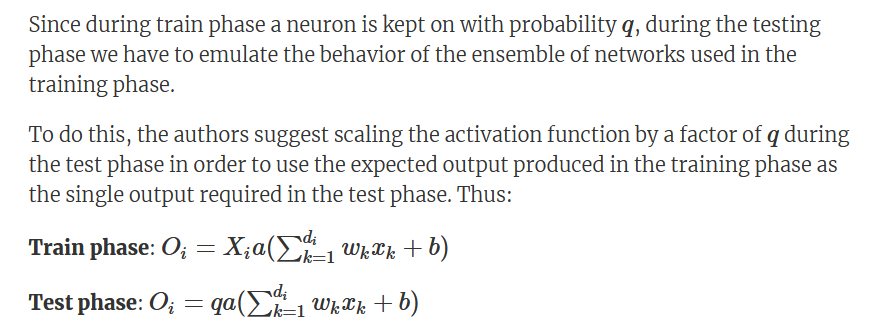 Since during train phase a neuron is kept on with probability q, during the testing
phase we have to emulate the behavior of the ensemble of networks used in the
training phase.
To do this, the authors suggest scaling the activation function by a factor of q during
the test phase in order to use the expected output produced in the training phase as
the single output required in the test phase. Thus:
Train phase: O_i = X_i a(∑_{k=1}^{d_i} w_k x_k + b)
Test phase: O_i = qa(∑_{k=1}^{d_i} w_k x_k + b)